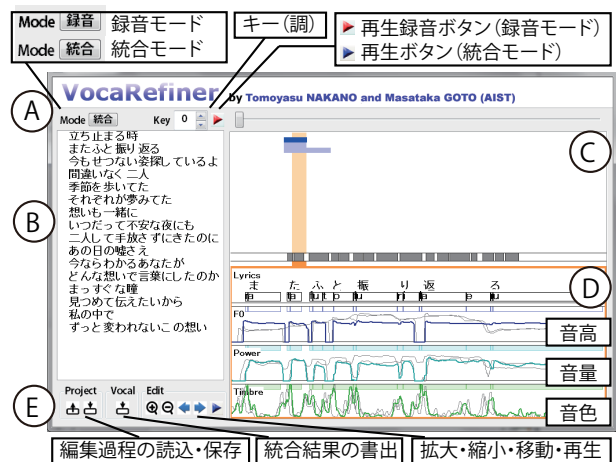 Mode 録音 録音モード
Mode 統合 統合モード
キー(調)
再生録音ボタン(録音モード)
再生ボタン(統合モード)
A
VocaRefiner by Tomoyasu NAKANO and Masataka GOTO (AIST)
Mode 統合 Key 0
B
立ち止まる時
またふと振り返る
今もせつない姿探しているよ
間違いなく二人
季節を歩いてた
それぞれが夢みてた
想いも一緒に
いつだって不安な夜にも
二人して手放さずにきたのに
あの日の嘘さえ
今ならわかるあなたが
どんな想いで言葉にしたのか
まっすぐな瞳
見つめて伝えたいから
私の中で
ずっと変われないこの想い
C
D
Lyrics
ま た ふ と 振 り 返 る
F0
音高
Power
音量
Timbre
音色
E
Project Vocal Edit
編集過程の読込・保存
統合結果の書出
拡大・縮小・移動・再生